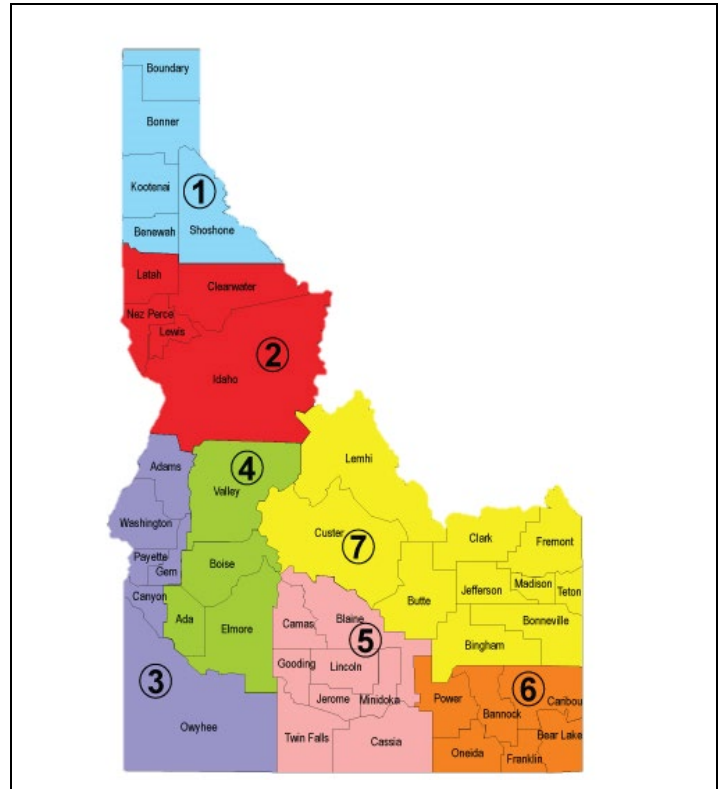 Boundary
Bonner
Kootenai
1
Benewah
Shoshone
Latah
Clearwater
Nez Perce
Lewis
2
Idaho
Adams
4
Valley
Lemhi
Washington
Custer
7
Clark
Fremont
Payette
Gem
Boise
Canyon
Butte
Jefferson
Madison
Teton
Ada
Elmore
Camas
Blaine
5
Bonneville
Bingham
Gooding
Lincoln
3
Jerome
Minidoka
Power
6
Caribou
Bannock
Owyhee
Twin Falls
Cassia
Bear Lake
Oneida
Franklin